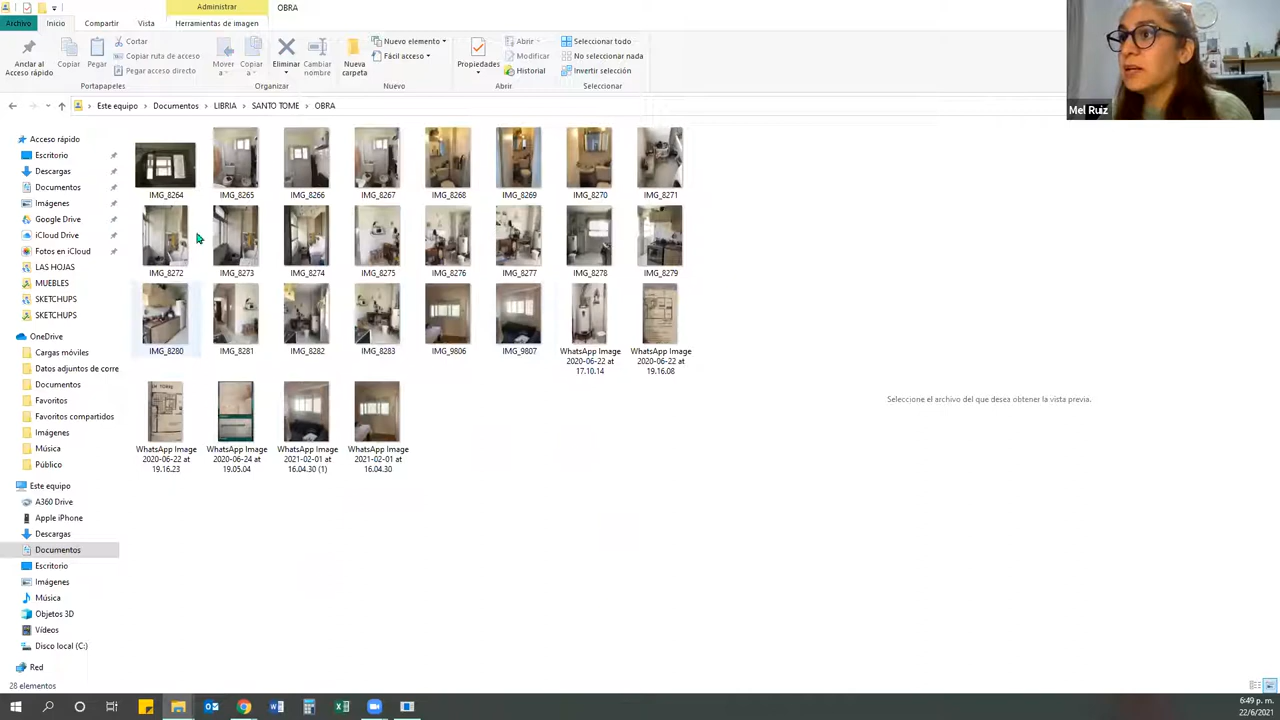 Administrar
OBRA
Archivo
Inicio
Compartir
Vista
Herramientas de imagen
Anclar al
Acceso rápido
Copiar
Pegar
Cortar
Copiar ruta de acceso
Pegar acceso directo
Portapapeles
Mover
a
Copiar
a
Eliminar
Cambiar
nombre
Organizar
Nueva
carpeta
Nuevo elemento
Fácil acceso
Nuevo
Propiedades
Abrir
Modificar
Historial
Abrir
Seleccionar todo
No seleccionar nada
Invertir selección
Seleccionar
Este equipo > Documentos > LIBRIA > SANTO TOME > OBRA
Mel Ruiz
Acceso rápido
Escritorio
Descargas
Documentos
Imágenes
Google Drive
iCloud Drive
Fotos en iCloud
LAS HOJAS
MUEBLES
SKETCHUPS
SKETCHUPS
OneDrive
Cargas móviles
Datos adjuntos de corre
Documentos
Favoritos
Favoritos compartidos
Imágenes
Música
Público
Este equipo
A360 Drive
Apple iPhone
Descargas
Documentos
Escritorio
Imágenes
Música
Objetos 3D
Vídeos
Disco local (C:)
Red
IMG_8264
IMG_8265
IMG_8266
IMG_8267
IMG_8268
IMG_8269
IMG_8270
IMG_8271
IMG_8272
IMG_8273
IMG_8274
IMG_8275
IMG_8276
IMG_8277
IMG_8278
IMG_8279
IMG_8280
IMG_8281
IMG_8282
IMG_8283
IMG_9806
IMG_9807
WhatsApp Image
2020-06-22 at
17.10.14
WhatsApp Image
2020-06-22 at
19.16.08
WhatsApp Image
2020-06-22 at
19.16.23
WhatsApp Image
2020-06-24 at
19.05.04
WhatsApp Image
2021-02-01 at
16.04.30 (1)
WhatsApp Image
2021-02-01 at
16.04.30
Seleccione el archivo del que desea obtener la vista previa.
28 elementos
6:49 p. m.
22/6/2021